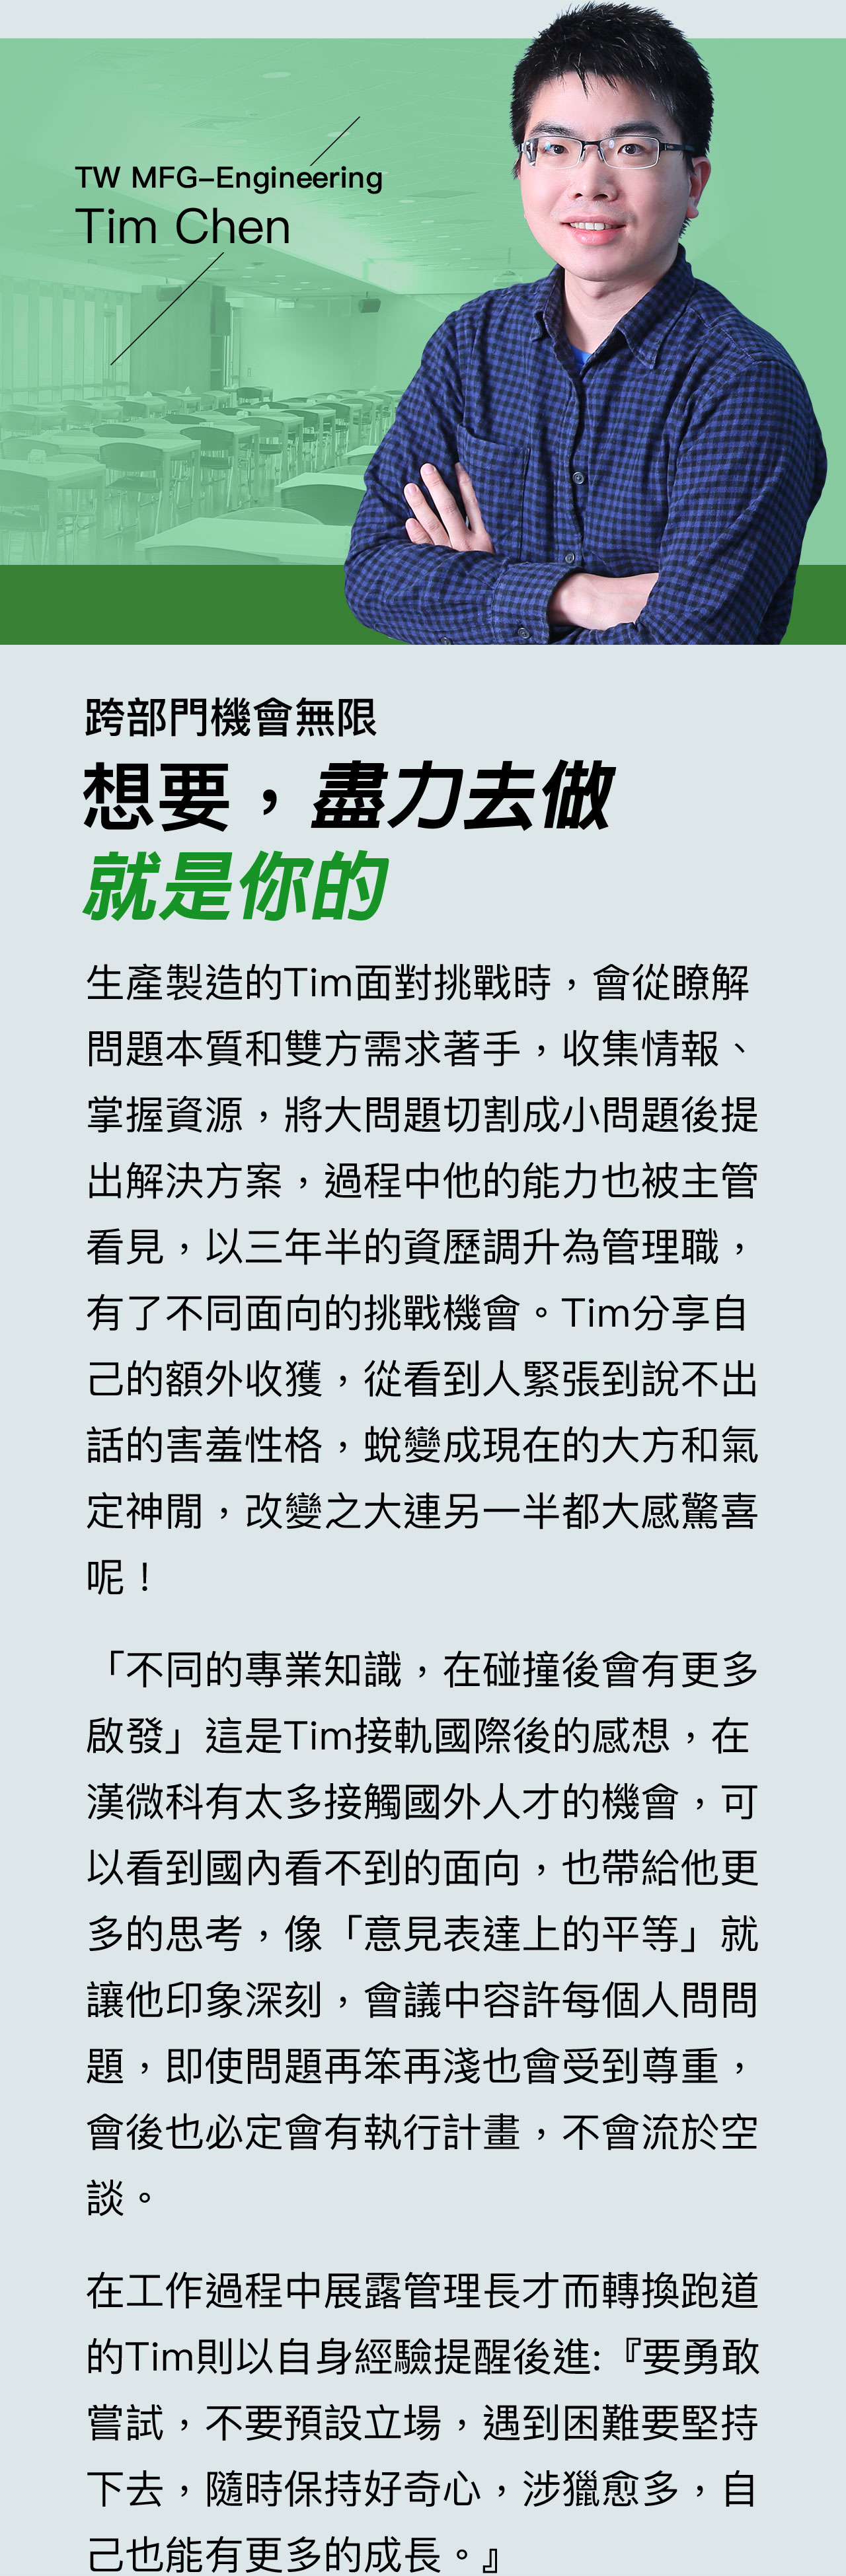 TW MFG–Engineering
Tim Chen
跨部門機會無限
想要，盡力去做
就是你的
生產製造的Tim面對挑戰時，會從瞭解
問題本質和雙方需求著手，收集情報、
掌握資源，將大問題切割成小問題後提
出解決方案，過程中他的能力也被主管
看見，以三年半的資歷調升為管理職，
有了不同面向的挑戰機會。Tim分享自
己的額外收獲，從看到人緊張到說不出
話的害羞性格，蛻變成現在的大方和氣
定神閒，改變之大連另一半都大感驚喜
呢！
「不同的專業知識，在碰撞後會有更多
啟發」這是Tim接軌國際後的感想，在
漢微科有太多接觸國外人才的機會，可
以看到國內看不到的面向，也帶給他更
多的思考，像「意見表達上的平等」就
讓他印象深刻，會議中容許每個人問問
題，即使問題再笨再淺也會受到尊重，
會後也必定會有執行計畫，不會流於空
談。
在工作過程中展露管理長才而轉換跑道
的Tim則以自身經驗提醒後進:『要勇敢
嘗試，不要預設立場，遇到困難要堅持
下去，隨時保持好奇心，涉獵愈多，自
己也能有更多的成長。』